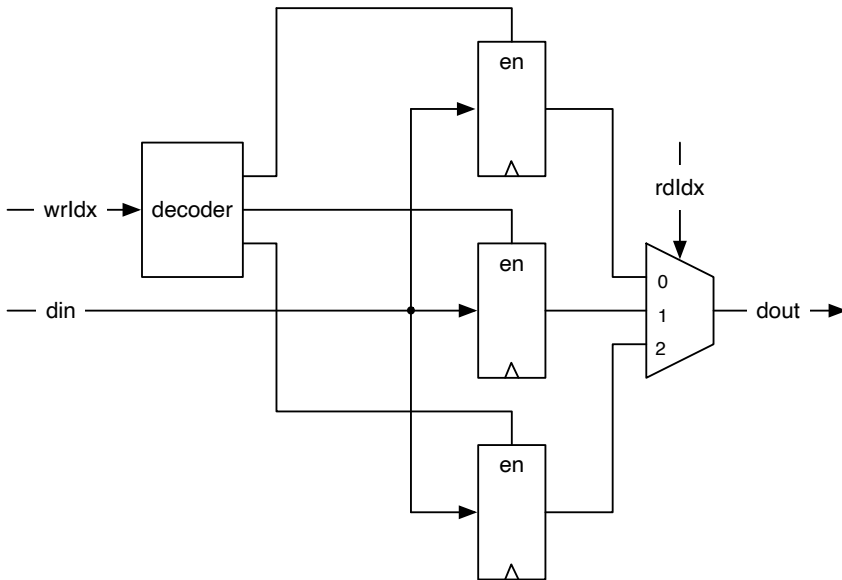 en
rdIdx
wrIdx
decoder
en
0
din
1
dout
2
en